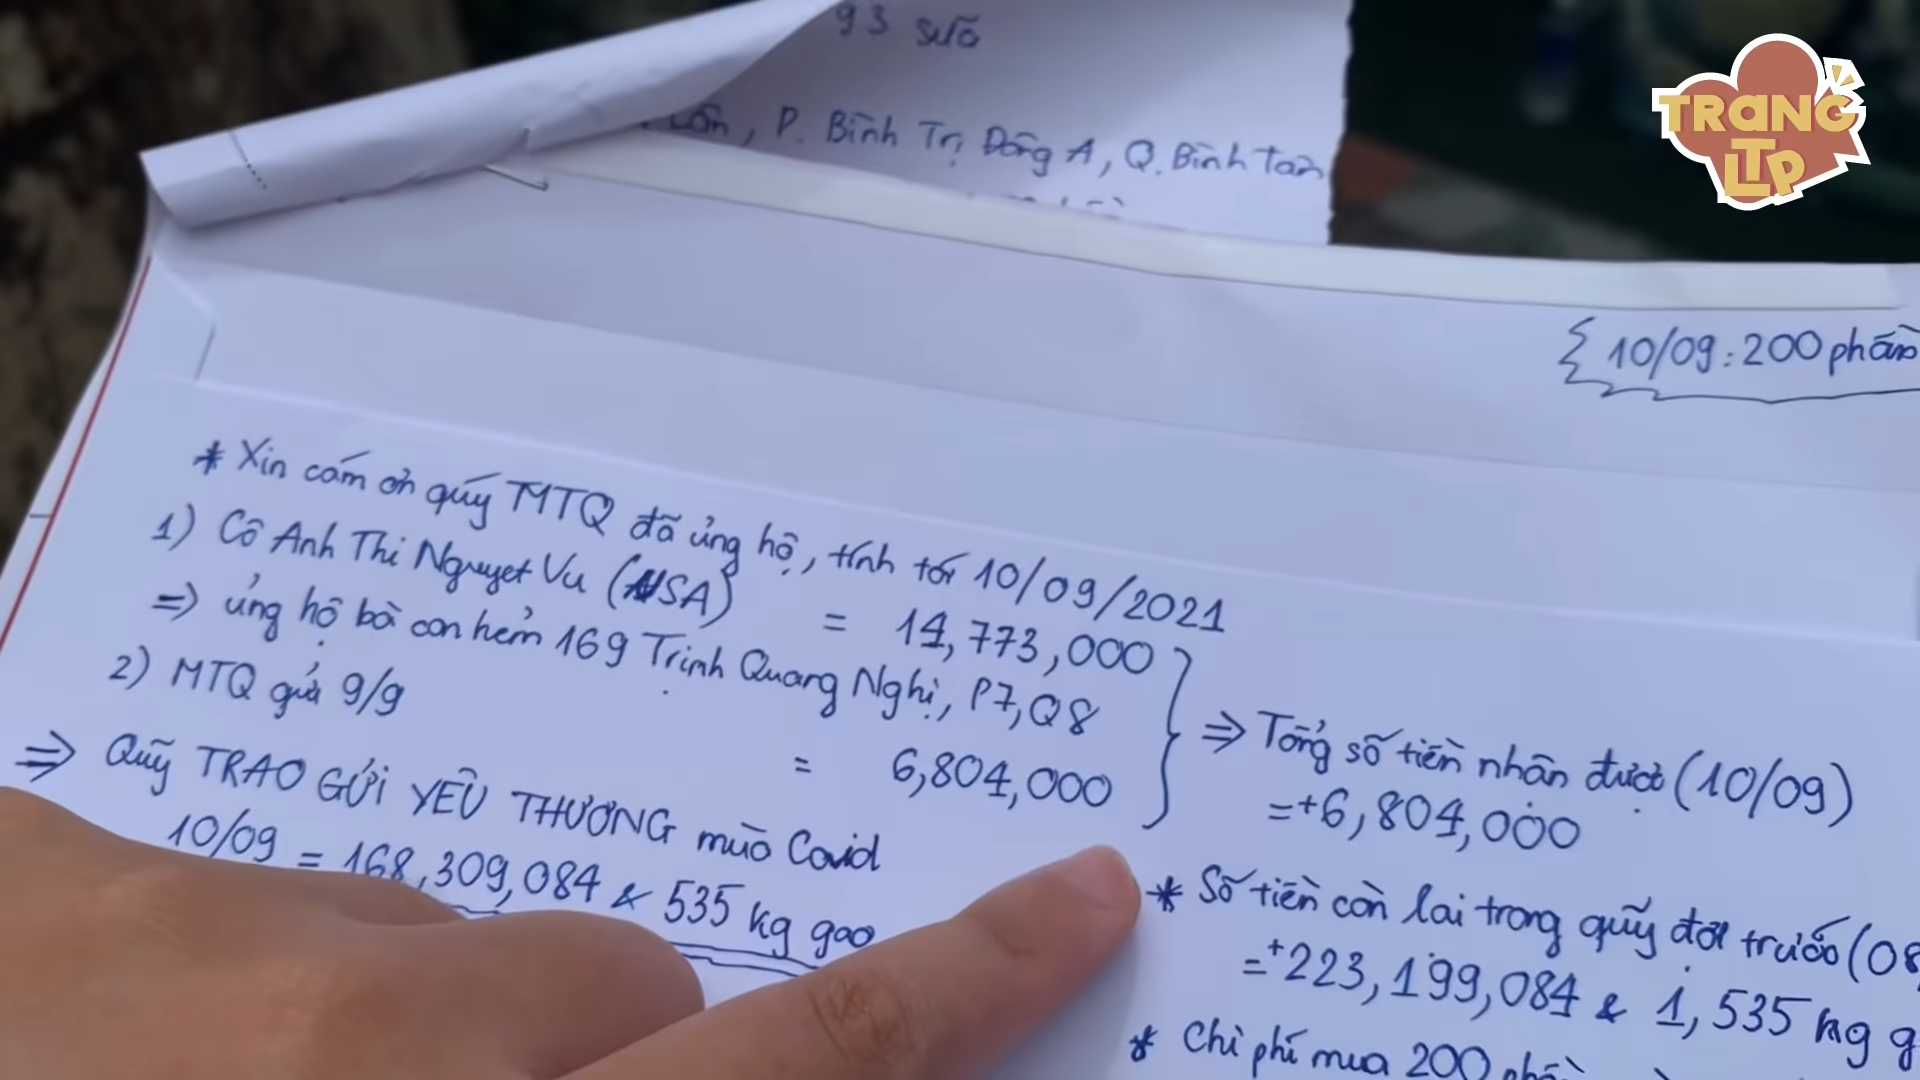 93 sữa
Lớn, P. Bình Trị Đông A, Q. Bình Tân
TRANG
LTP
10/09: 200 phần
* Xin cám ơn quý MTQ đã ủng hộ, tính tới 10/09/2021
1) Cô Anh Thi Nguyet Vu (USA) = 14,773,000
=> ủng hộ bà con hẻm 169 Trịnh Quang Nghị, P7, Q8
2) MTQ gửi 9/9 = 6,804,000
=> Quỹ TRAO GỬI YÊU THƯƠNG mùa Covid
10/09 = 168,309,084 & 535 kg gạo
=> Tổng số tiền nhận được (10/09)
=+6,804,000
* Số tiền còn lại trong quỹ đợt trước (08
=+223,199,084 & 1,535 kg g
* Chi phí mua 200 phần